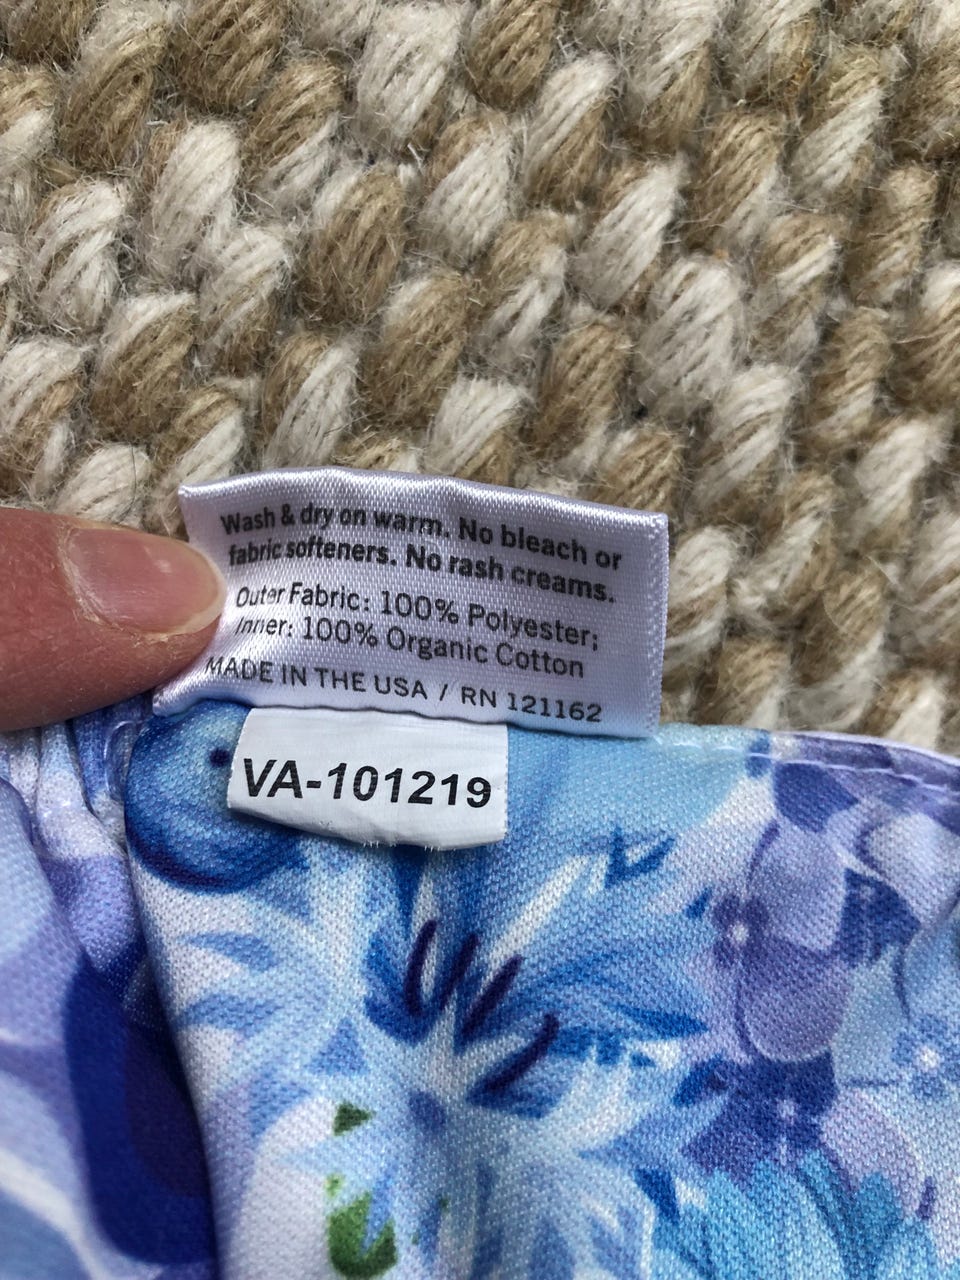 Wash & dry on warm. No bleach or
fabric softeners. No rash creams.
Outer Fabric: 100% Polyester;
Inner: 100% Organic Cotton
MADE IN THE USA / RN 121162
VA-101219